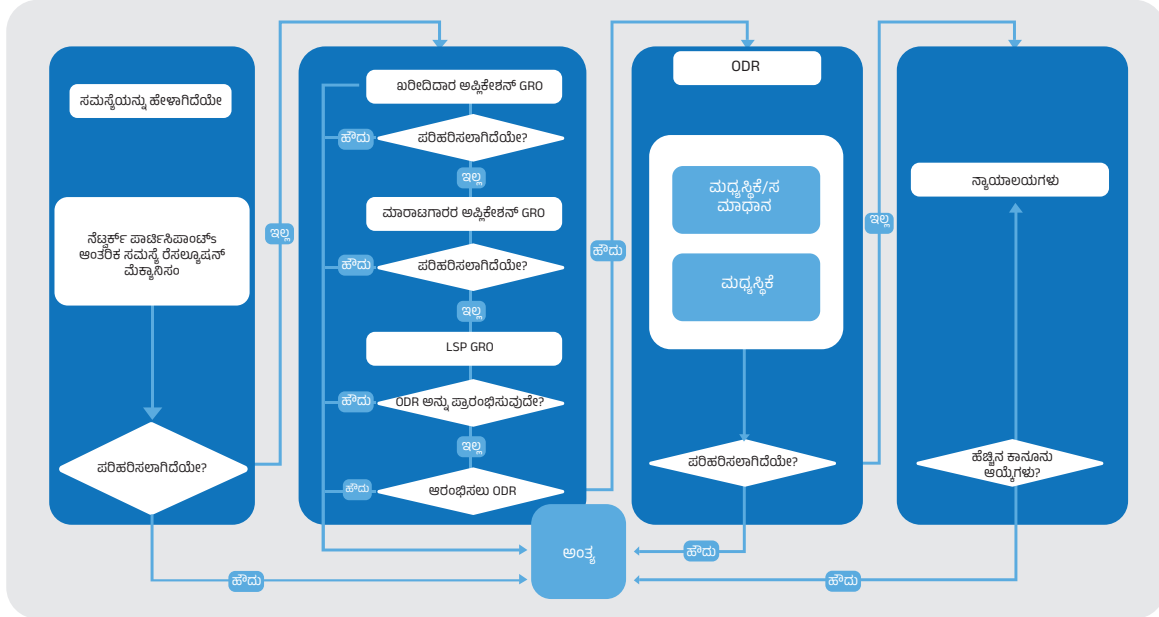 ಸಮಸ್ಯೆಯನ್ನು ಹೇಳಾಗಿದೆಯೇ
ನೆಟ್ವರ್ಕ್ ಪಾರ್ಟಿಸಿಪಾಂಟ್s
ಆಂತರಿಕ ಸಮಸ್ಯೆ ರೆಸಲ್ಯೂಷನ್
ಮೆಕ್ಯಾನಿಸಂ
ಪರಿಹರಿಸಲಾಗಿದೆಯೇ?
ಹೌದು
ಇಲ್ಲ
ಖರೀದಿದಾರ ಅಪ್ಲಿಕೇಶನ್ GRO
ಪರಿಹರಿಸಲಾಗಿದೆಯೇ?
ಹೌದು
ಇಲ್ಲ
ಮಾರಾಟಗಾರರ ಅಪ್ಲಿಕೇಶನ್ GRO
ಪರಿಹರಿಸಲಾಗಿದೆಯೇ?
ಹೌದು
ಇಲ್ಲ
LSP GRO
ODR ಅನ್ನು ಪ್ರಾರಂಭಿಸುವುದೇ?
ಹೌದು
ಇಲ್ಲ
ಆರಂಭಿಸಲು ODR
ಹೌದು
ಹೌದು
ODR
ಮಧ್ಯಸ್ಥಿಕೆ/ಸ
ಮಾಧಾನ
ಮಧ್ಯಸ್ಥಿಕೆ
ಪರಿಹರಿಸಲಾಗಿದೆಯೇ?
ಹೌದು
ಇಲ್ಲ
ನ್ಯಾಯಾಲಯಗಳು
ಹೆಚ್ಚಿನ ಕಾನೂನು
ಆಯ್ಕೆಗಳು?
ಹೌದು
ಅಂತ್ಯ